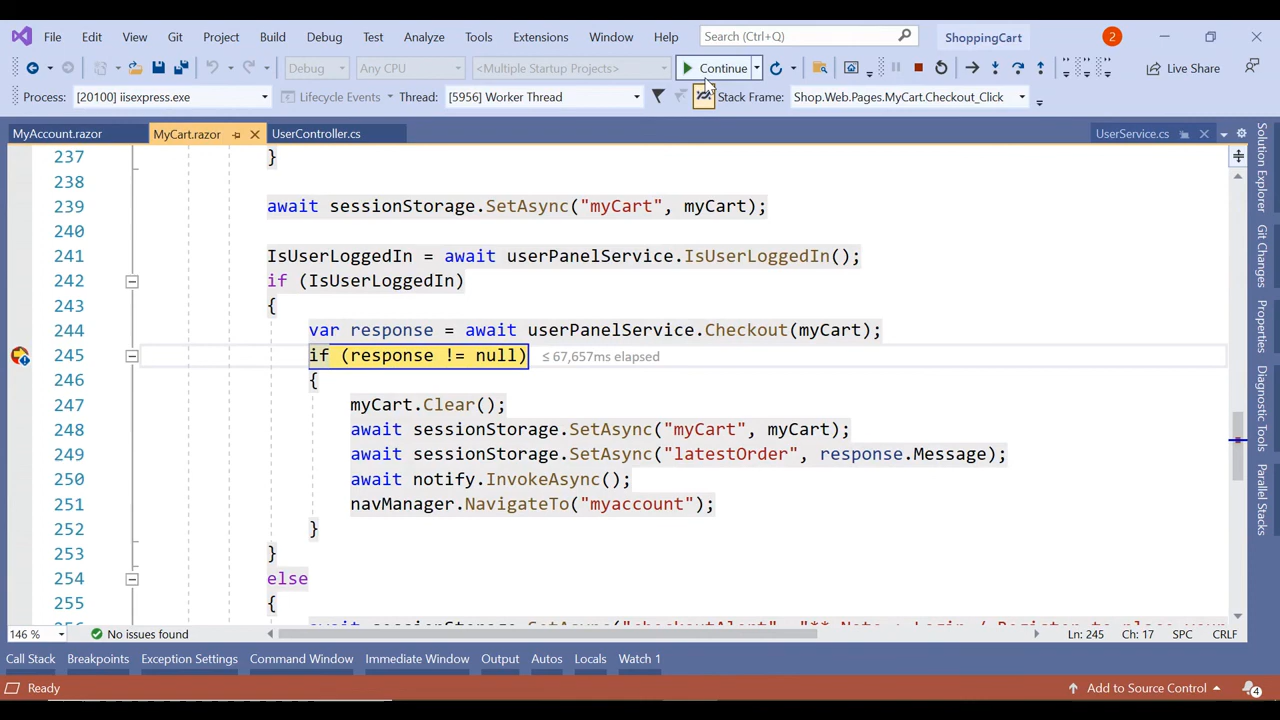 File Edit View Git Project Build Debug Test Analyze Tools Extensions Window Help Search (Ctrl+Q) ShoppingCart 2
Debug Any CPU <Multiple Startup Projects> Continue Live Share
Process: [20100] iisexpress.exe Lifecycle Events Thread: [5956] Worker Thread Stack Frame: Shop.Web.Pages.MyCart.Checkout_Click
MyAccount.razor MyCart.razor UserController.cs UserService.cs
237 }
238
239 await sessionStorage.SetAsync("myCart", myCart);
240
241 IsUserLoggedIn = await userPanelService.IsUserLoggedIn();
242 if (IsUserLoggedIn)
243 {
244 var response = await userPanelService.Checkout(myCart);
245 if (response != null) ≤ 67,657ms elapsed
246 {
247 myCart.Clear();
248 await sessionStorage.SetAsync("myCart", myCart);
249 await sessionStorage.SetAsync("latestOrder", response.Message);
250 await notify.InvokeAsync();
251 navManager.NavigateTo("myaccount");
252 }
253 }
254 else
255 {
Solution Explorer
Git Changes
Properties
Diagnostic Tools
Parallel Stacks
146 % No issues found Ln: 245 Ch: 17 SPC CRLF
Call Stack Breakpoints Exception Settings Command Window Immediate Window Output Autos Locals Watch 1
Ready Add to Source Control 4